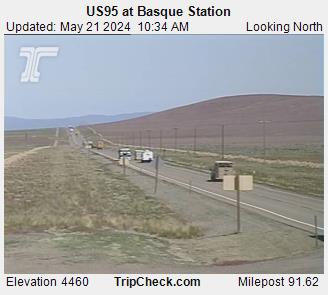 US95 at Basque Station
Updated: May 21 2024 10:34 AM Looking North
Elevation 4460 TripCheck.com Milepost 91.62